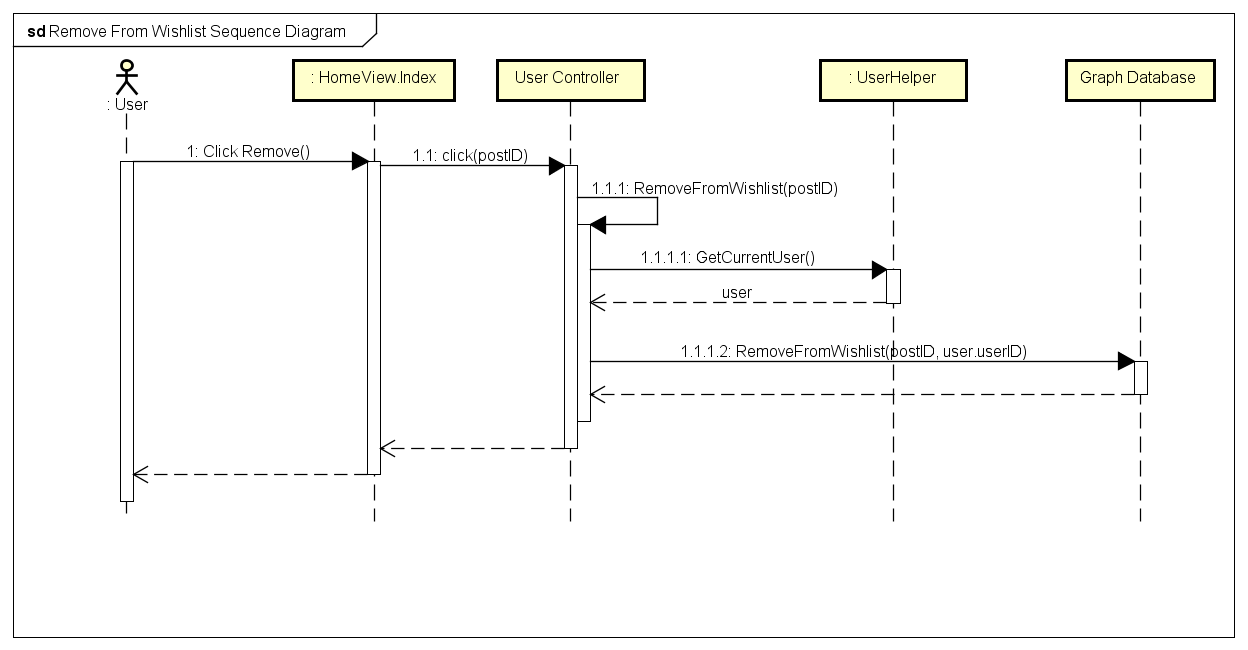 sd Remove From Wishlist Sequence Diagram
: User
: HomeView.Index
User Controller
: UserHelper
Graph Database
1: Click Remove()
1.1: click(postID)
1.1.1: RemoveFromWishlist(postID)
1.1.1.1: GetCurrentUser()
user
1.1.1.2: RemoveFromWishlist(postID, user.userID)